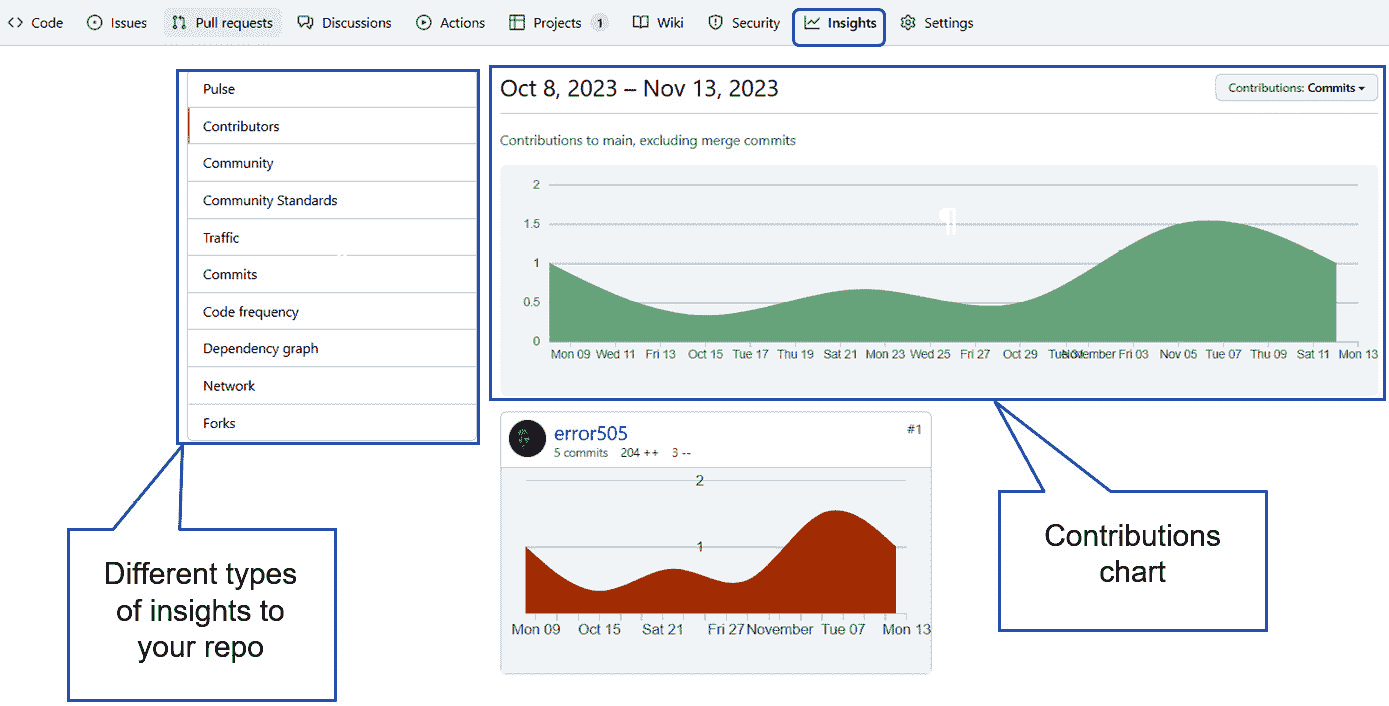 Code Issues Pull requests Discussions Actions Projects 1 Wiki Security Insights Settings
Pulse
Contributors
Community
Community Standards
Traffic
Commits
Code frequency
Dependency graph
Network
Forks
Different types
of insights to
your repo
Oct 8, 2023 – Nov 13, 2023
Contributions: Commits
Contributions to main, excluding merge commits
2
1.5
1
0.5
0
Mon 09 Wed 11 Fri 13 Oct 15 Tue 17 Thu 19 Sat 21 Mon 23 Wed 25 Fri 27 Oct 29 November Fri 03 Nov 05 Tue 07 Thu 09 Sat 11 Mon 13
¶
error505 #1
5 commits 204 ++ 3 --
2
1
Mon 09 Oct 15 Sat 21 Fri 27 November Tue 07 Mon 13
Contributions
chart